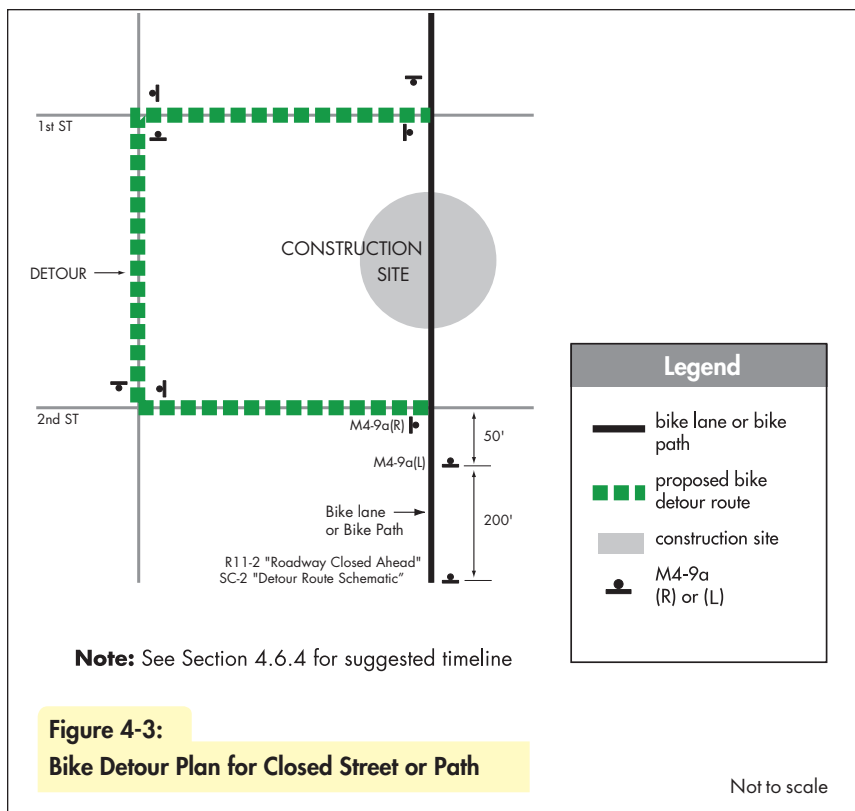 1st ST
CONSTRUCTION
SITE
DETOUR
2nd ST
M4-9a(R)
50'
M4-9a(L)
Bike lane
or Bike Path
200'
R11-2 "Roadway Closed Ahead"
SC-2 "Detour Route Schematic”
Legend
bike lane or bike
path
proposed bike
detour route
construction site
M4-9a
(R) or (L)
Note: See Section 4.6.4 for suggested timeline
Figure 4-3:
Bike Detour Plan for Closed Street or Path
Not to scale